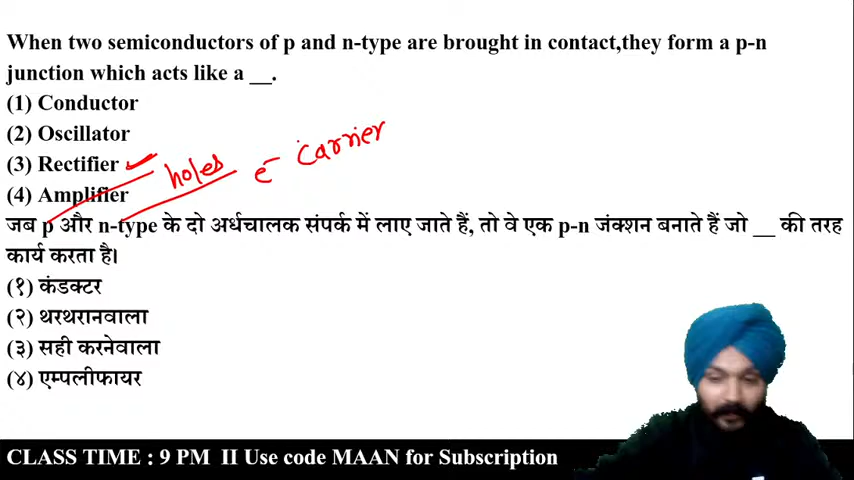 When two semiconductors of p and n-type are brought in contact,they form a p-n
junction which acts like a __.
(1) Conductor
(2) Oscillator
(3) Rectifier
(4) Amplifier
holes
e- carrier
जब p और n-type के दो अर्धचालक संपर्क में लाए जाते हैं, तो वे एक p-n जंक्शन बनाते हैं जो __ की तरह
कार्य करता है।
(१) कंडक्टर
(२) थरथरानवाला
(३) सही करनेवाला
(४) एम्पलीफायर
CLASS TIME : 9 PM II Use code MAAN for Subscription